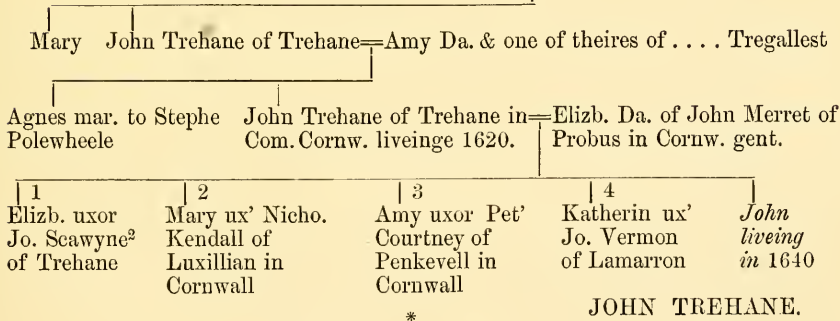 Mary John Trehane of Trehane=Amy Da. & one of theires of .... Tregallest
Agnes mar. to Stephe
Polewheele
John Trehane of Trehane in=Elizb. Da. of John Merret of
Com. Cornw. liveinge 1620. Probus in Cornw. gent.
1
Elizb. uxor
Jo. Scawyne²
of Trehane
2
Mary ux' Nicho.
Kendall of
Luxillian in
Cornwall
3
Amy uxor Pet'
Courtney of
Penkevell in
Cornwall
4
Katherin ux'
Jo. Vermon
of Lamarron
John
liveing
in 1640
*
JOHN TREHANE.